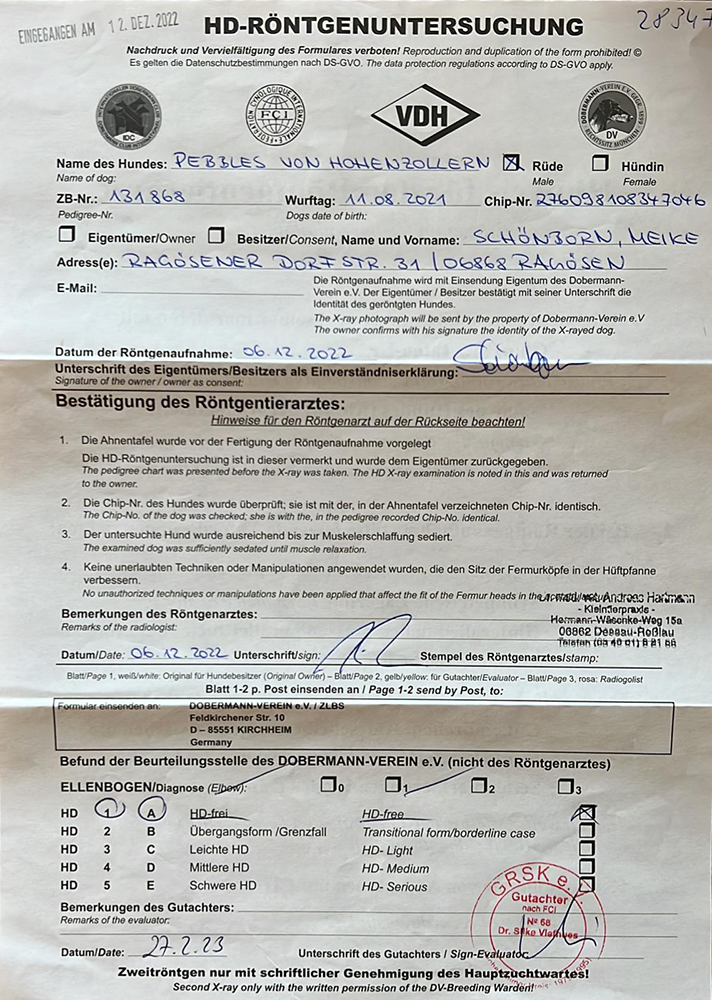 EINGEGANGEN AM 12. DEZ. 2022
HD-RÖNTGENUNTERSUCHUNG
28347
Nachdruck und Vervielfältigung des Formulares verboten! Reproduction and duplication of the form prohibited! ©
Es gelten die Datenschutzbestimmungen nach DS-GVO. The data protection regulations according to DS-GVO apply.
IDC
FCI
VDH
DV
Name des Hundes: PEBBLES VON HOHENZOLLERN ☒ Rüde ☐ Hündin
Name of dog: Male Female
ZB-Nr.: 131868 Wurftag: 11.08.2021 Chip-Nr. 276098108347046
Pedigree-Nr. Dogs date of birth:
☐ Eigentümer/Owner ☐ Besitzer/Consent, Name und Vorname: SCHÖNBORN, MEIKE
Adress(e): RAGÖSENER DORFSTR. 31 / 06868 RAGÖSEN
E-Mail:
Die Röntgenaufnahme wird mit Einsendung Eigentum des Dobermann-
Verein e.V. Der Eigentümer / Besitzer bestätigt mit seiner Unterschrift die
Identität des geröntgten Hundes.
The X-ray photograph will be sent by the property of Dobermann-Verein e.V
The owner confirms with his signature the identity of the X-rayed dog.
Datum der Röntgenaufnahme: 06.12.2022
Unterschrift des Eigentümers/Besitzers als Einverständniserklärung:
Signature of the owner / owner as consent:
Bestätigung des Röntgentierarztes:
Hinweise für den Röntgenarzt auf der Rückseite beachten!
1. Die Ahnentafel wurde vor der Fertigung der Röntgenaufnahme vorgelegt
Die HD-Röntgenuntersuchung ist in dieser vermerkt und wurde dem Eigentümer zurückgegeben.
The pedigree chart was presented before the X-ray was taken. The HD X-ray examination is noted in this and was returned
to the owner.
2. Die Chip-Nr. des Hundes wurde überprüft; sie ist mit der, in der Ahnentafel verzeichneten Chip-Nr. identisch.
The Chip-No. of the dog was checked; she is with the, in the pedigree recorded Chip-No. identical.
3. Der untersuchte Hund wurde ausreichend bis zur Muskelerschlaffung sediert.
The examined dog was sufficiently sedated until muscle relaxation.
4. Keine unerlaubten Techniken oder Manipulationen angewendet wurden, die den Sitz der Fermurköpfe in der Hüftpfanne
verbessern.
No unauthorized techniques or manipulations have been applied that affect the fit of the Fermur heads in the
Dr. med. vet. Andreas Hartmann
- Kleintierpraxis -
Hermann-Wäschke-Weg 15a
06862 Dessau-Roßlau
Bemerkungen des Röntgenarztes:
Remarks of the radiologist:
Datum/Date: 06.12.2022 Unterschrift/sign: Stempel des Röntgenarztes/stamp:
Blatt/Page 1, weiß/white: Original für Hundebesitzer (Original Owner) – Blatt/Page 2, gelb/yellow: für Gutachter/Evaluator – Blatt/Page 3, rosa: Radiogolist
Blatt 1-2 p. Post einsenden an / Page 1-2 send by Post, to:
Formular einsenden an: DOBERMANN-VEREIN e.V. / ZLBS
Feldkirchener Str. 10
D – 85551 KIRCHHEIM
Germany
Befund der Beurteilungsstelle des DOBERMANN-VEREIN e.V. (nicht des Röntgenarztes)
ELLENBOGEN/Diagnose (Elbow): ☐0 ☐1 ☐2 ☐3
HD 1 A HD-frei HD-free ☒
HD 2 B Übergangsform /Grenzfall Transitional form/borderline case ☐
HD 3 C Leichte HD HD- Light ☐
HD 4 D Mittlere HD HD- Medium ☐
HD 5 E Schwere HD HD- Serious
GRSK e.V.
Gutachter
nach FCI
Nº 68
Bemerkungen des Gutachters:
Remarks of the evaluator:
Datum/Date: 27.2.23 Unterschrift des Gutachters / Sign-Evaluator
Zweitröntgen nur mit schriftlicher Genehmigung des Hauptzuchtwartes!
Second X-ray only with the written permission of the DV-Breeding Warden!